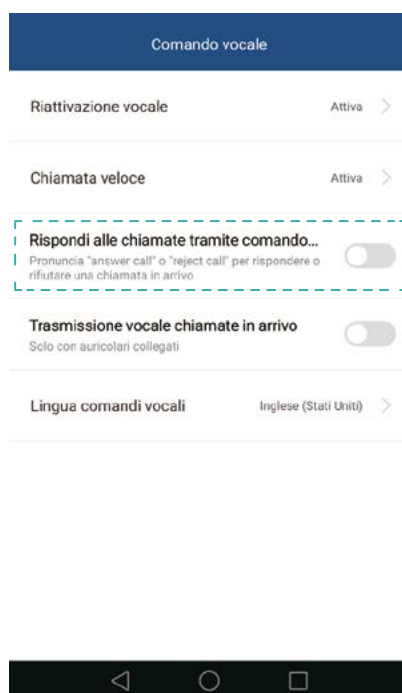 Comando vocale
Riattivazione vocale Attiva
Chiamata veloce Attiva
Rispondi alle chiamate tramite comando...
Pronuncia "answer call" o "reject call" per rispondere o
rifiutare una chiamata in arrivo
Trasmissione vocale chiamate in arrivo
Solo con auricolari collegati
Lingua comandi vocali Inglese (Stati Uniti)